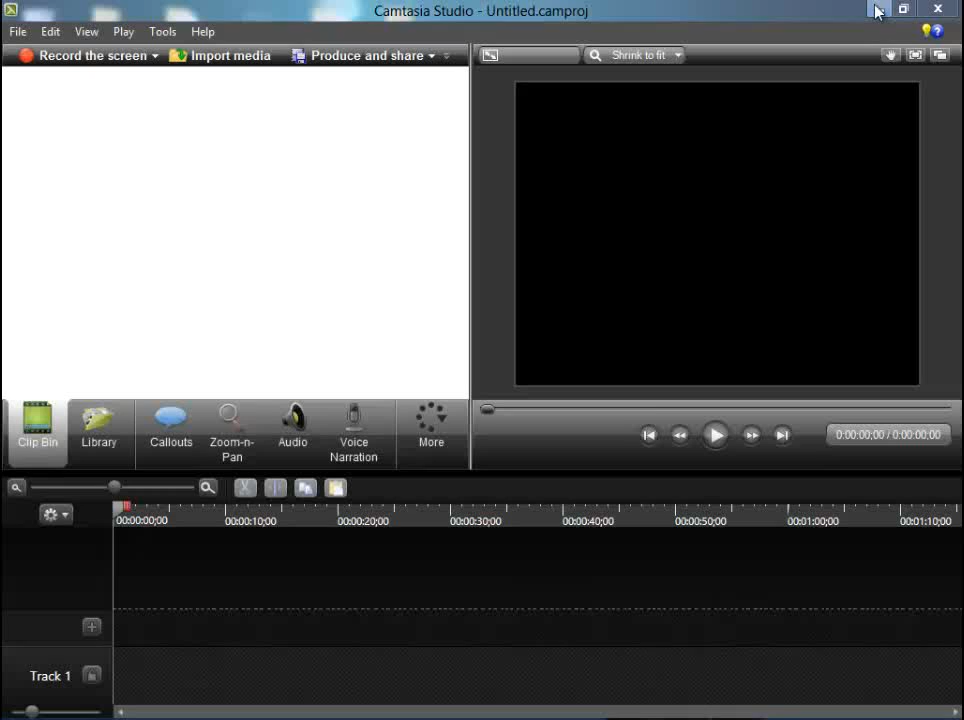 Camtasia Studio - Untitled.camproj
File Edit View Play Tools Help
Record the screen Import media Produce and share Shrink to fit
Clip Bin Library Callouts Zoom-n-Pan Audio Voice Narration More
0:00:00;00 / 0:00:00;00
00:00:00;00 00:00:10;00 00:00:20;00 00:00:30;00 00:00:40;00 00:00:50;00 00:01:00;00 00:01:10;00
Track 1